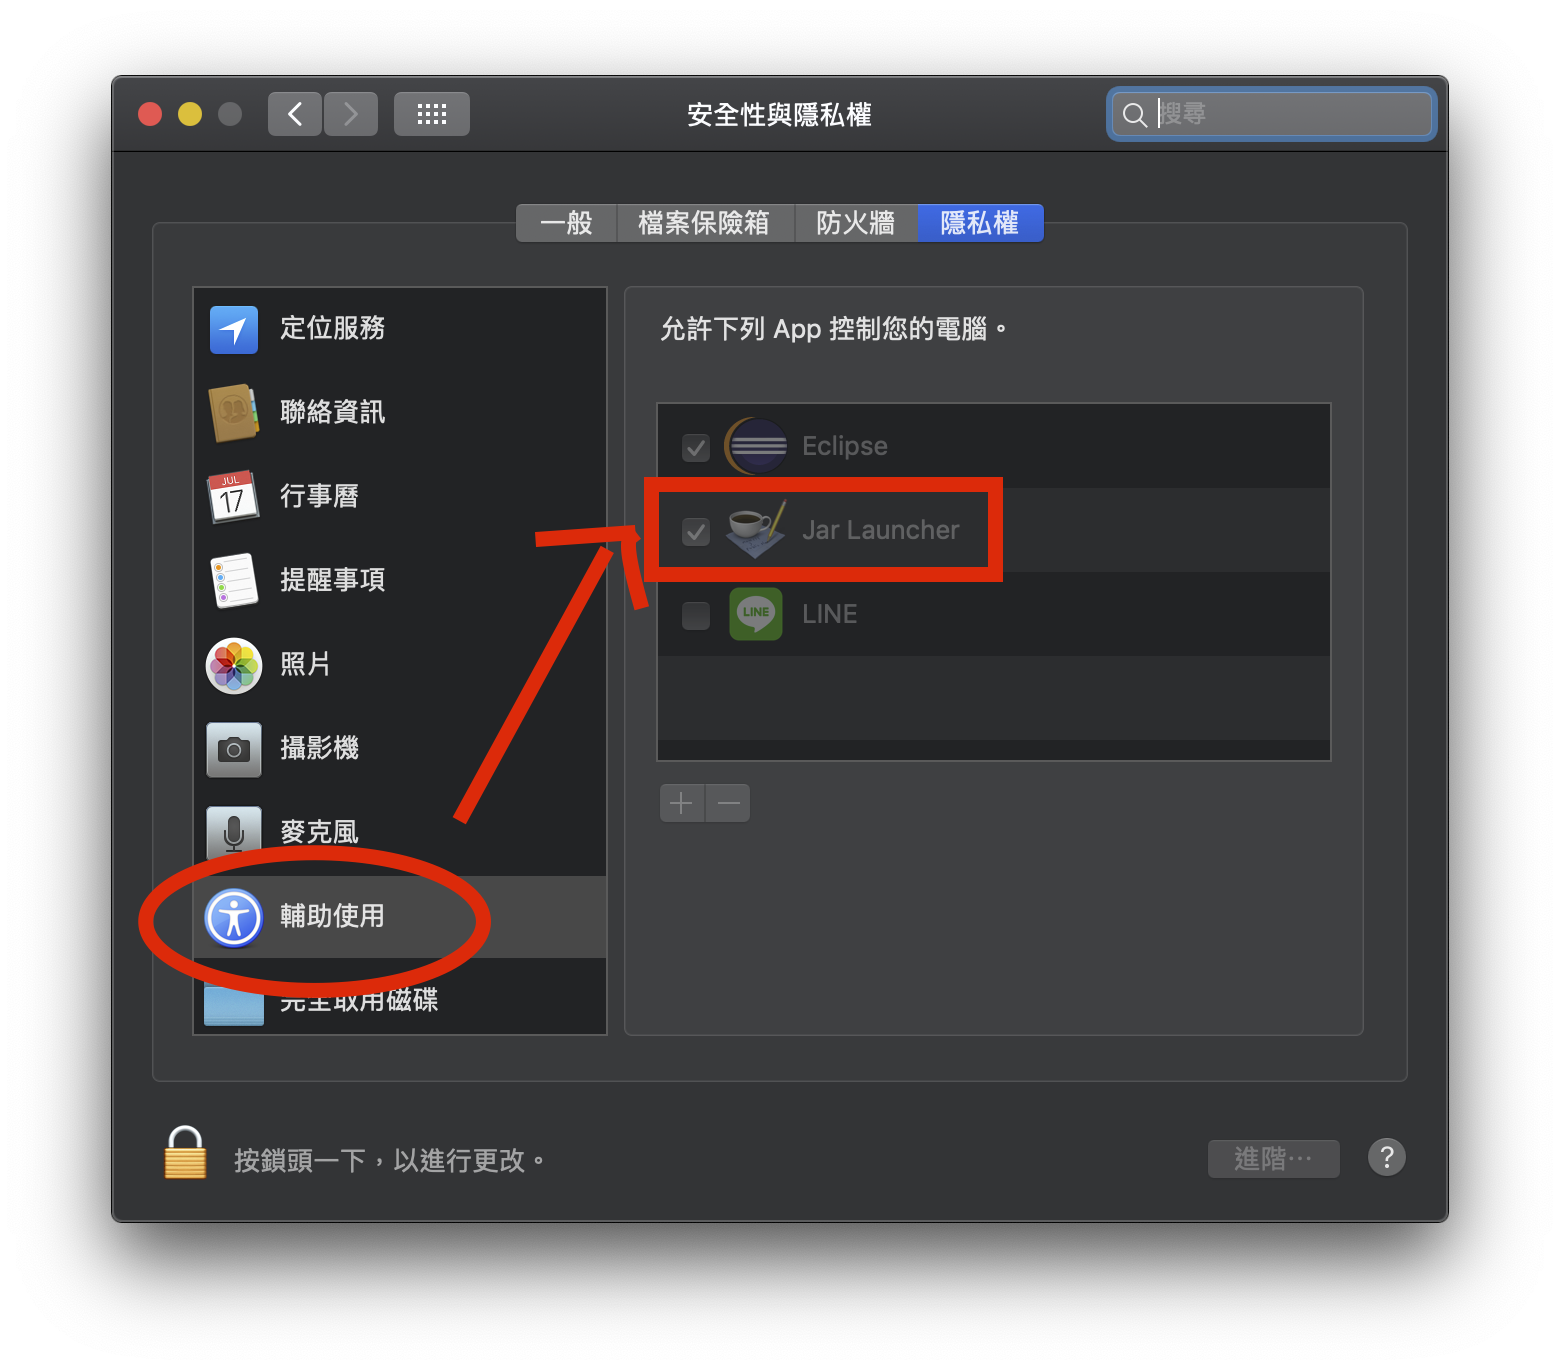 安全性與隱私權
搜尋
一般
檔案保險箱
防火牆
隱私權
定位服務
聯絡資訊
JUL
17
行事曆
提醒事項
照片
攝影機
麥克風
輔助使用
完全取用磁碟
允許下列 App 控制您的電腦。
Eclipse
Jar Launcher
LINE
LINE
按鎖頭一下，以進行更改。
進階⋯
?